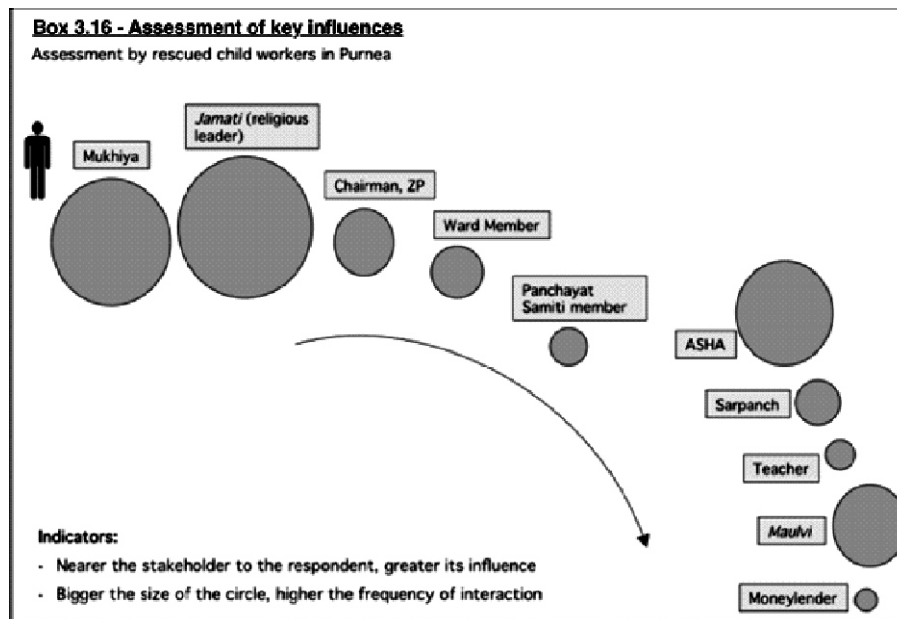 Box 3.16 - Assessment of key influences
Assessment by rescued child workers in Purnea
Jamati (religious
leader)
Mukhiya
Chairman, ZP
Ward Member
Panchayat
Samiti member
ASHA
Sarpanch
Teacher
Maulvi
Moneylender
Indicators:
- Nearer the stakeholder to the respondent, greater its influence
- Bigger the size of the circle, higher the frequency of interaction